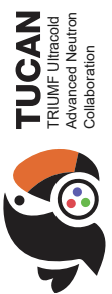 TUCAN
TRIUMF Ultracold
Advanced Neutron
Collaboration